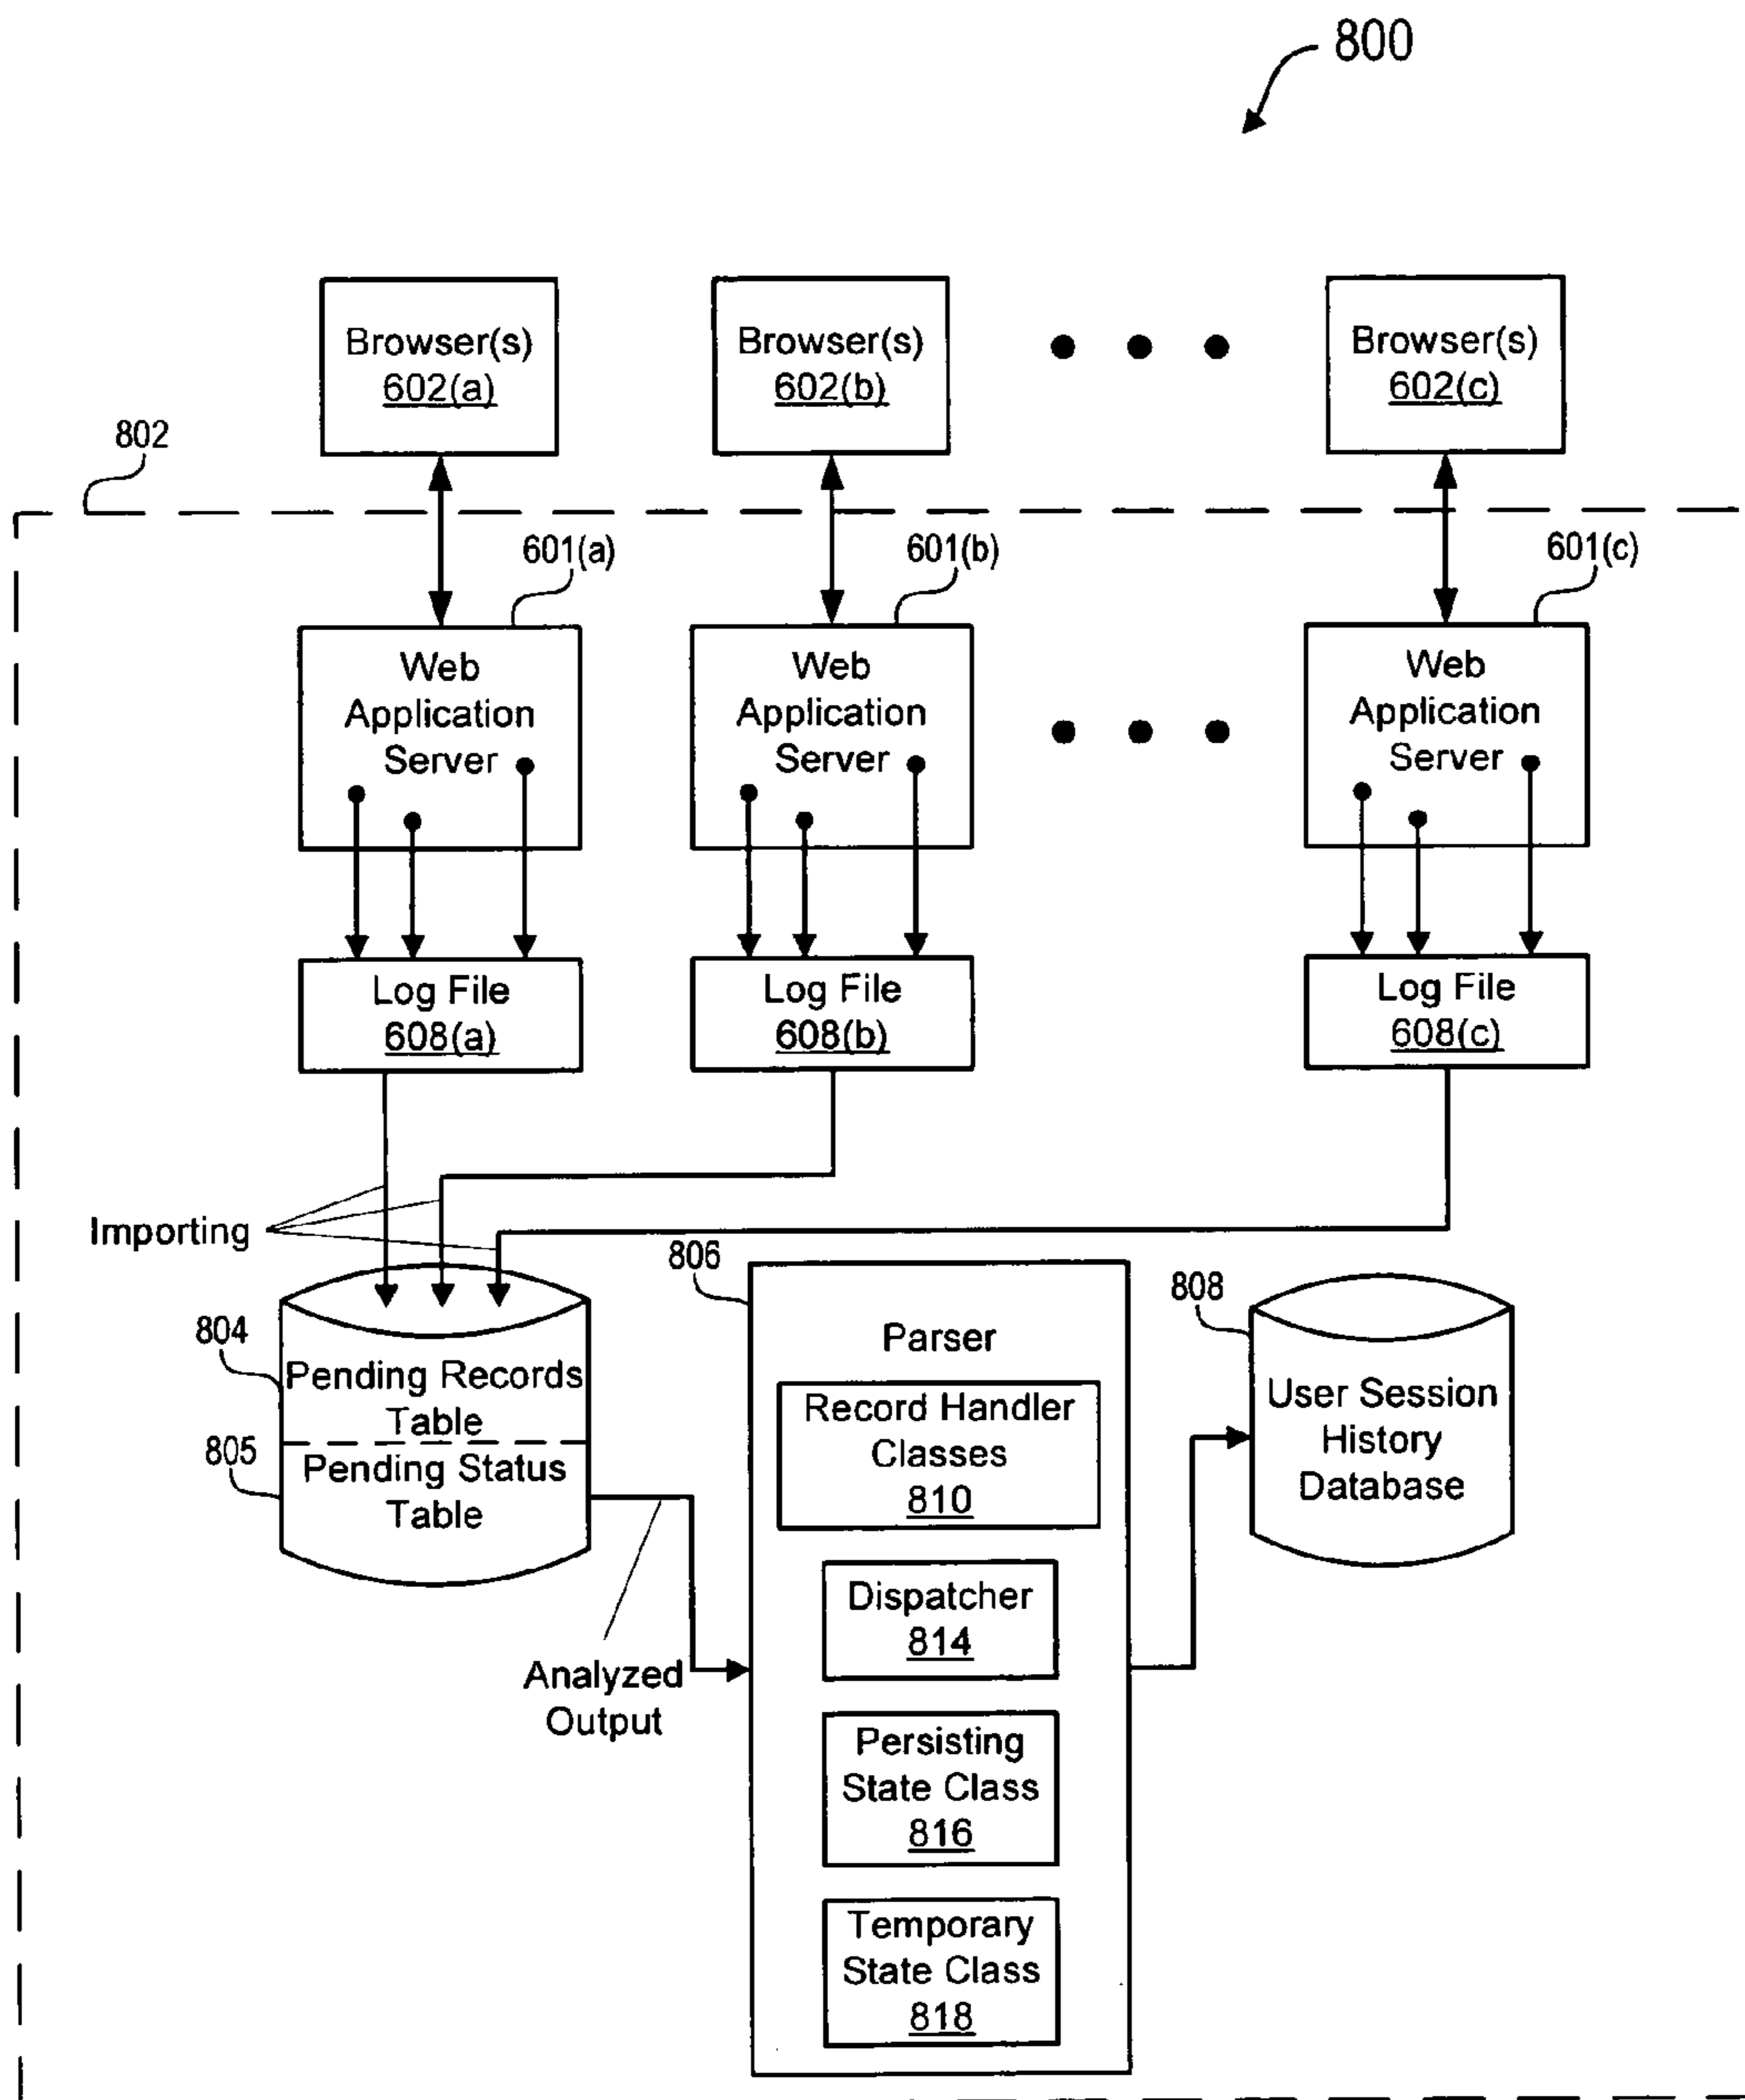 800
Browser(s)
602(a)
Browser(s)
602(b)
Browser(s)
602(c)
802
601(a)
601(b)
601(c)
Web
Application
Server
Web
Application
Server
Web
Application
Server
Log File
608(a)
Log File
608(b)
Log File
608(c)
Importing
804
Pending Records
Table
805
Pending Status
Table
Analyzed
Output
806
Parser
Record Handler
Classes
810
Dispatcher
814
Persisting
State Class
816
Temporary
State Class
818
808
User Session
History
Database